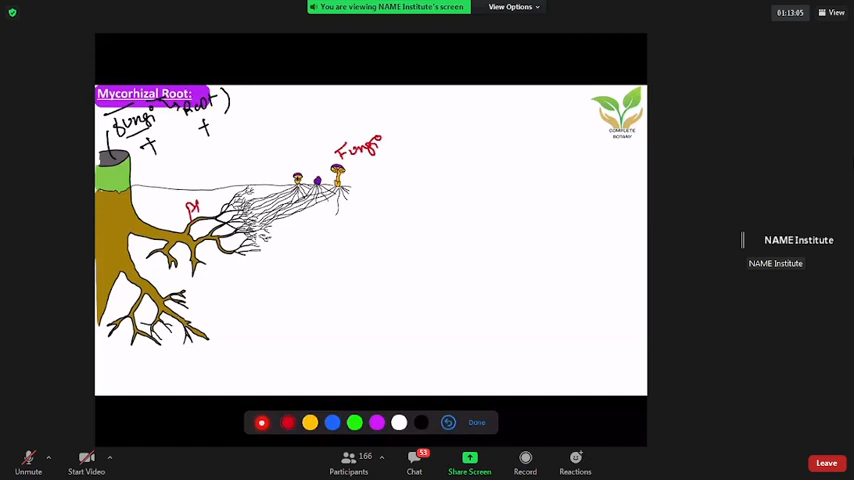 You are viewing NAME Institute's screen
View Options
01:13:05
View
Mycorhizal Root:
fungi Root
+ +
COMPLETE
BOTANY
Fungi
NAME Institute
NAME Institute
Done
166
53
Unmute
Start Video
Participants
Chat
Share Screen
Record
Reactions
Leave